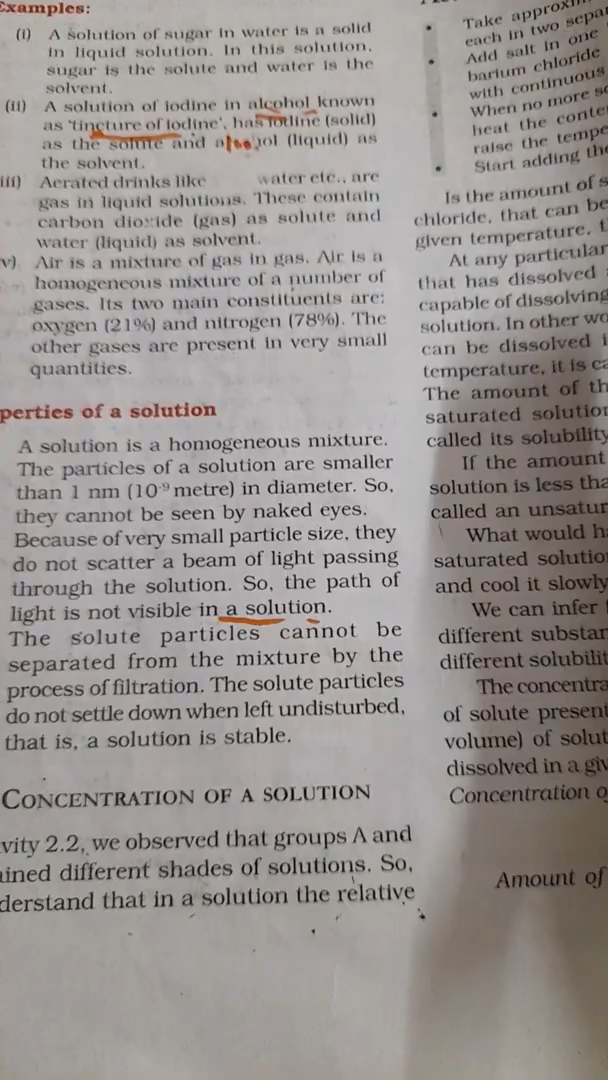 Examples:
(i) A solution of sugar in water is a solid
in liquid solution. In this solution,
sugar is the solute and water is the
solvent.
(ii) A solution of iodine in alcohol known
as 'tincture of iodine', has iodine (solid)
as the solute and (liquid) as
the solvent.
iii) Aerated drinks like water etc., are
gas in liquid solutions. These contain
carbon dioxide (gas) as solute and
water (liquid) as solvent.
v) Air is a mixture of gas in gas. Air is a
homogeneous mixture of a number of
gases. Its two main constituents are:
oxygen (21%) and nitrogen (78%). The
other gases are present in very small
quantities.
perties of a solution
A solution is a homogeneous mixture.
The particles of a solution are smaller
than 1 nm (10⁻⁹ metre) in diameter. So,
they cannot be seen by naked eyes.
Because of very small particle size, they
do not scatter a beam of light passing
through the solution. So, the path of
light is not visible in a solution.
The solute particles cannot be
separated from the mixture by the
process of filtration. The solute particles
do not settle down when left undisturbed,
that is, a solution is stable.
CONCENTRATION OF A SOLUTION
vity 2.2, we observed that groups A and
ained different shades of solutions. So,
derstand that in a solution the relative
• Take approxi
each in two separ
• Add salt in one
barium chloride
with continuous
• When no more so
heat the conte
raise the tempe
• Start adding the
Is the amount of s
chloride, that can be
given temperature, t
At any particular
that has dissolved
capable of dissolving
solution. In other wo
can be dissolved i
temperature, it is ca
The amount of th
saturated solution
called its solubility
If the amount
solution is less tha
called an unsatur
What would ha
saturated solutio
and cool it slowly
We can infer
different substan
different solubilit
The concentra
of solute present
volume) of solut
dissolved in a giv
Concentration o
Amount of